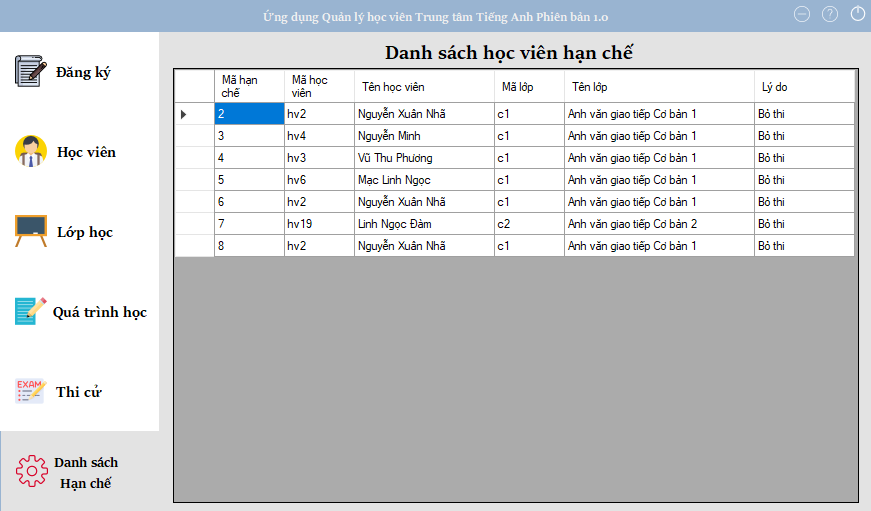 Ứng dụng Quản lý học viên Trung tâm Tiếng Anh Phiên bản 1.0
Đăng ký
Học viên
Lớp học
Quá trình học
EXAM
Thi cử
Danh sách
Hạn chế
Danh sách học viên hạn chế
Mã hạn chế Mã học viên Tên học viên Mã lớp Tên lớp Lý do
2 hv2 Nguyễn Xuân Nhã c1 Anh văn giao tiếp Cơ bản 1 Bỏ thi
3 hv4 Nguyễn Minh c1 Anh văn giao tiếp Cơ bản 1 Bỏ thi
4 hv3 Vũ Thu Phương c1 Anh văn giao tiếp Cơ bản 1 Bỏ thi
5 hv6 Mạc Linh Ngọc c1 Anh văn giao tiếp Cơ bản 1 Bỏ thi
6 hv2 Nguyễn Xuân Nhã c1 Anh văn giao tiếp Cơ bản 1 Bỏ thi
7 hv19 Linh Ngọc Đàm c2 Anh văn giao tiếp Cơ bản 2 Bỏ thi
8 hv2 Nguyễn Xuân Nhã c1 Anh văn giao tiếp Cơ bản 1 Bỏ thi